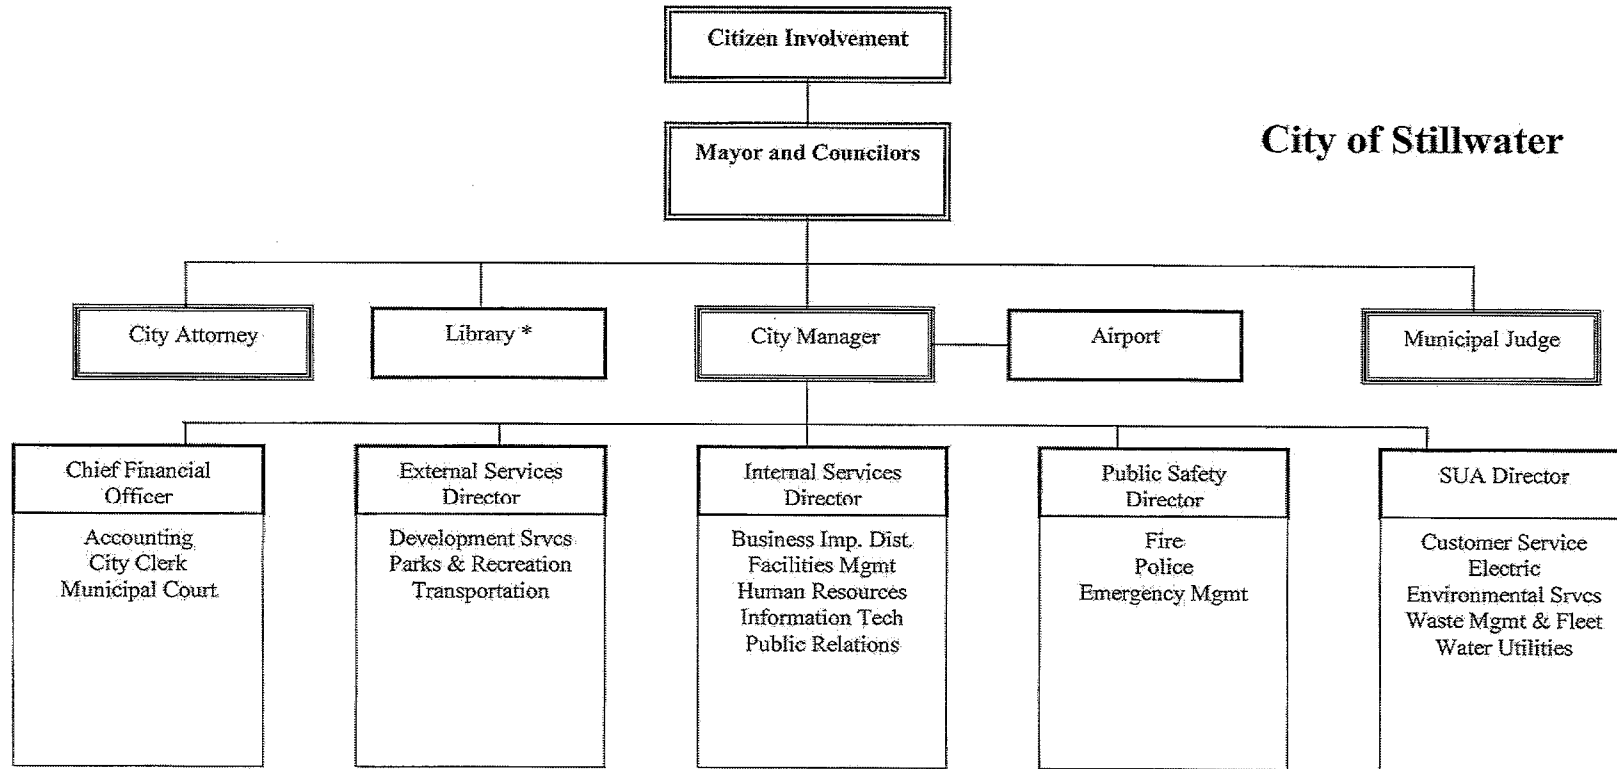 Citizen Involvement
Mayor and Councilors
City of Stillwater
City Attorney
Library *
City Manager
Airport
Municipal Judge
Chief Financial
Officer
Accounting
City Clerk
Municipal Court
External Services
Director
Development Srvcs
Parks & Recreation
Transportation
Internal Services
Director
Business Imp. Dist.
Facilities Mgmt
Human Resources
Information Tech
Public Relations
Public Safety
Director
Fire
Police
Emergency Mgmt
SUA Director
Customer Service
Electric
Environmental Srvcs
Waste Mgmt & Fleet
Water Utilities